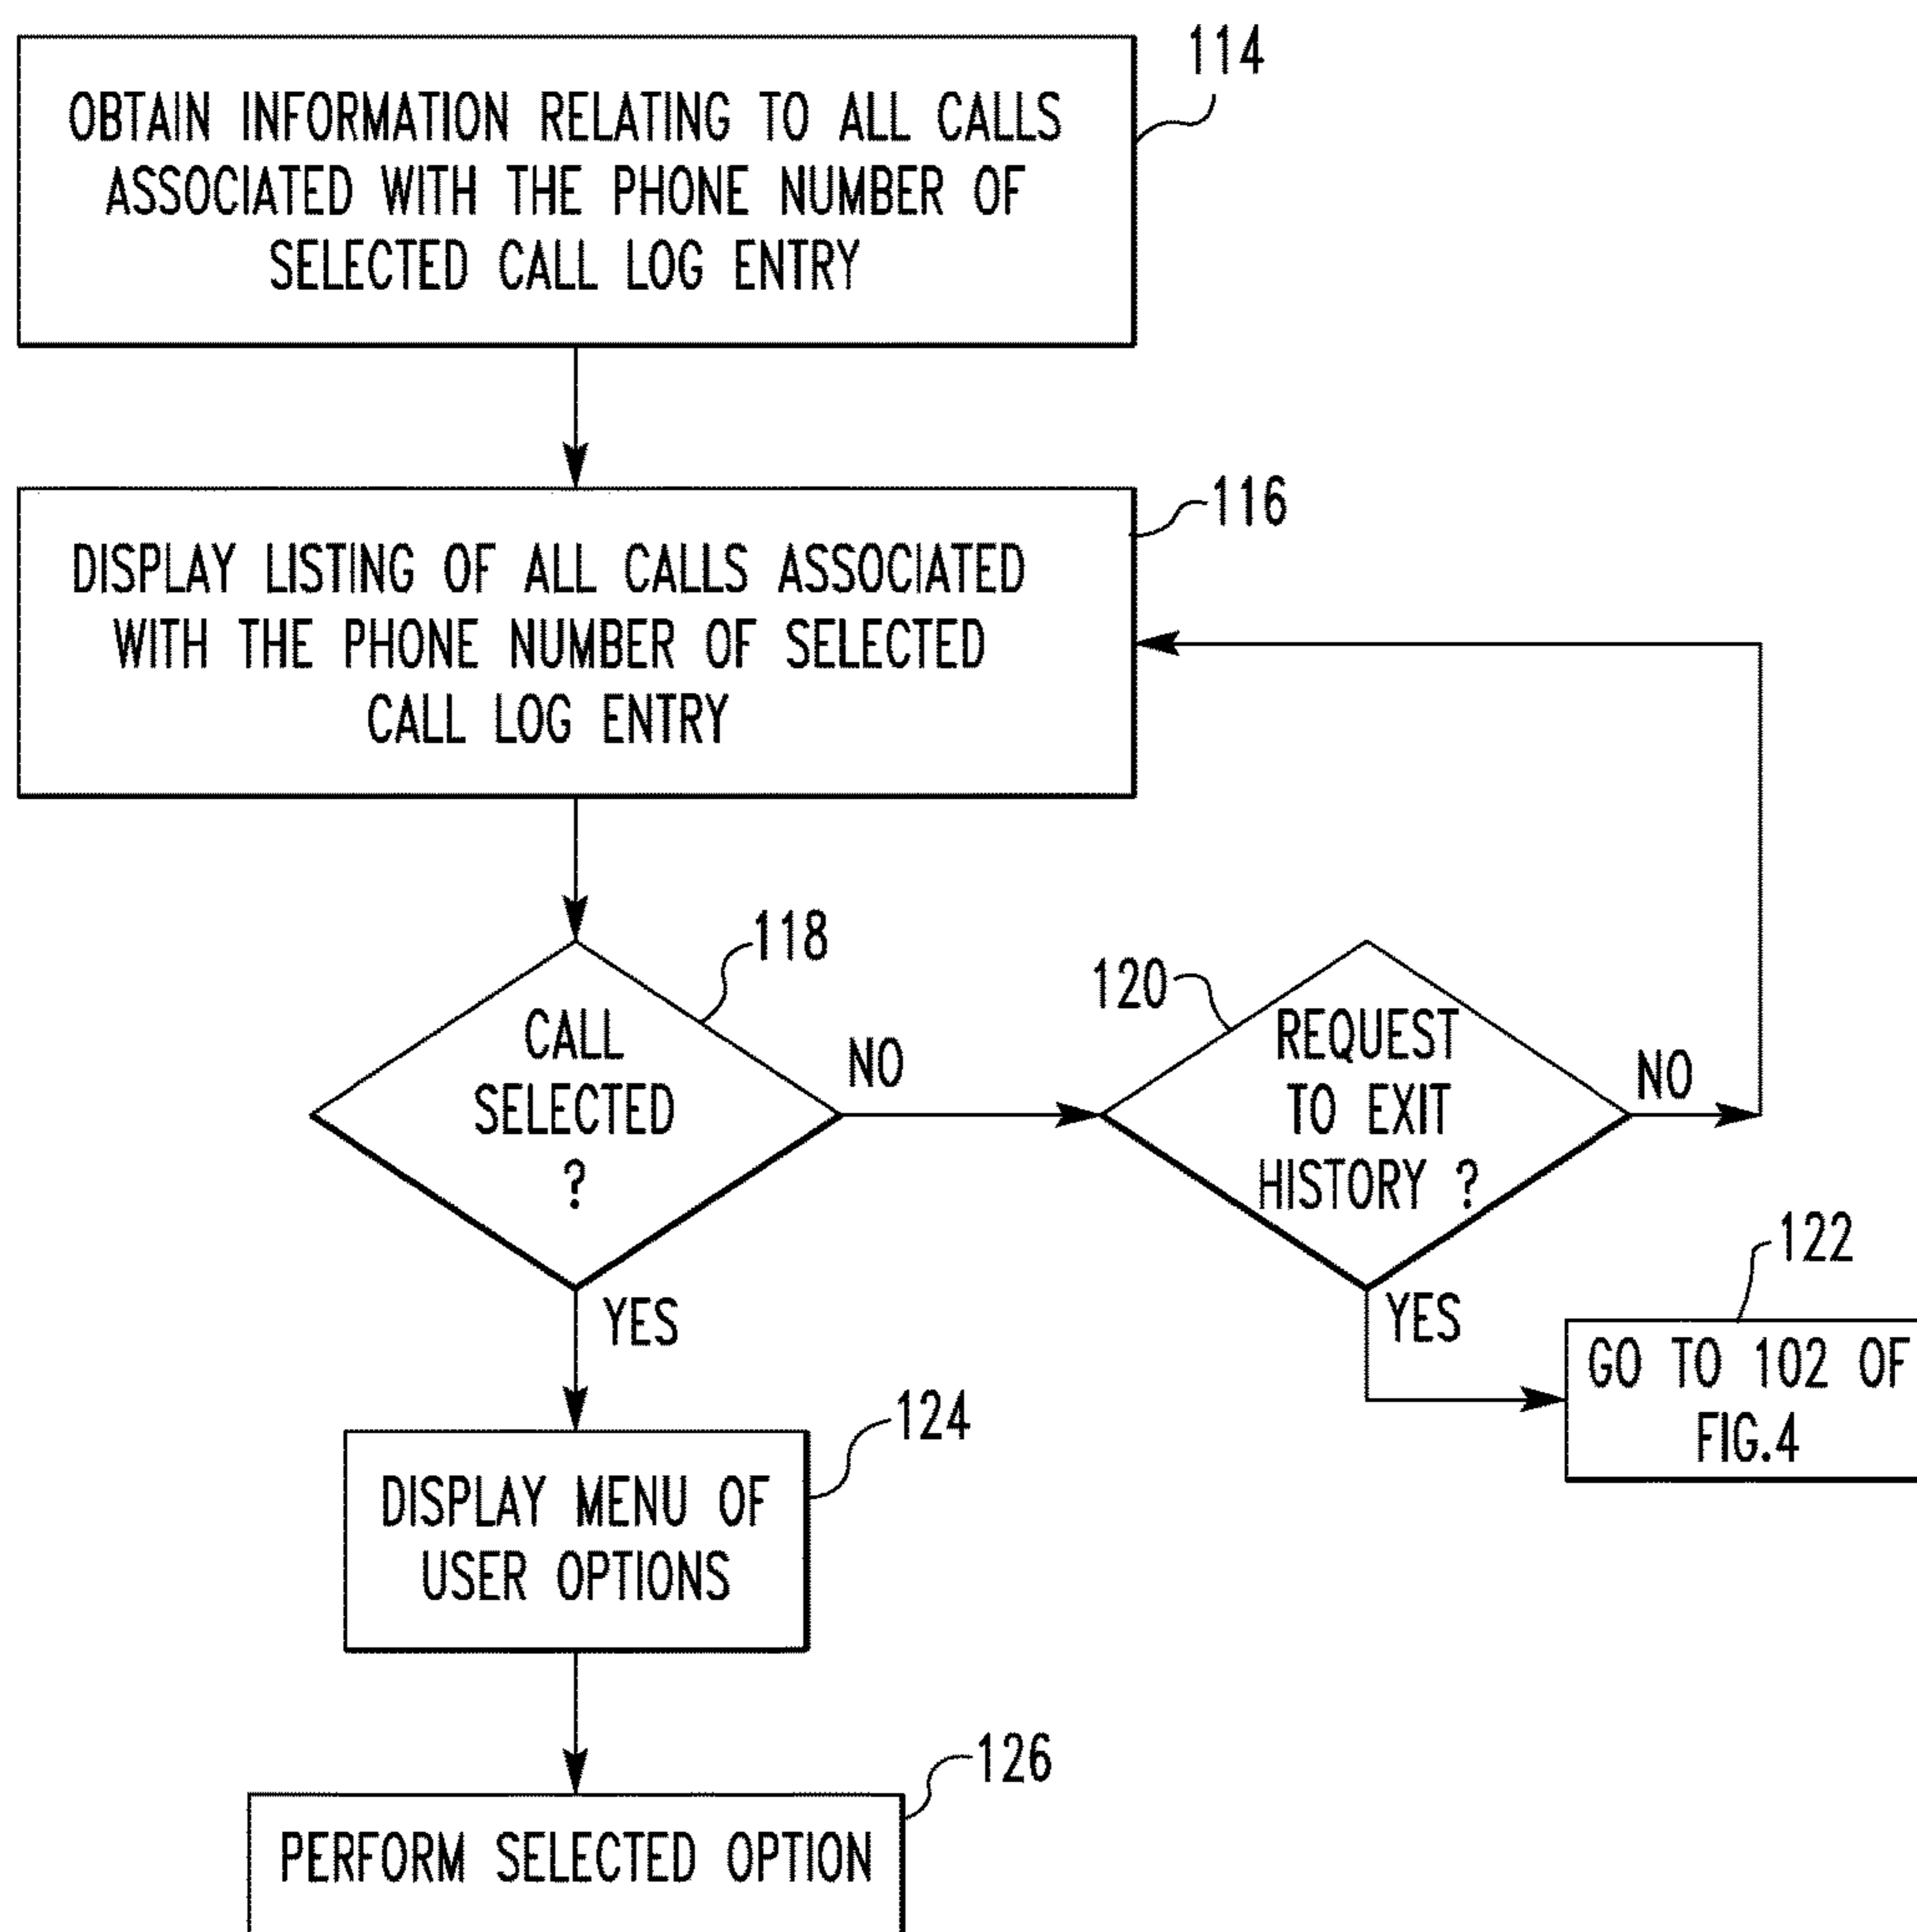 114
OBTAIN INFORMATION RELATING TO ALL CALLS
ASSOCIATED WITH THE PHONE NUMBER OF
SELECTED CALL LOG ENTRY
116
DISPLAY LISTING OF ALL CALLS ASSOCIATED
WITH THE PHONE NUMBER OF SELECTED
CALL LOG ENTRY
118
CALL
SELECTED
?
NO
120
REQUEST
TO EXIT
HISTORY ?
NO
YES
YES
122
GO TO 102 OF
FIG.4
124
DISPLAY MENU OF
USER OPTIONS
126
PERFORM SELECTED OPTION